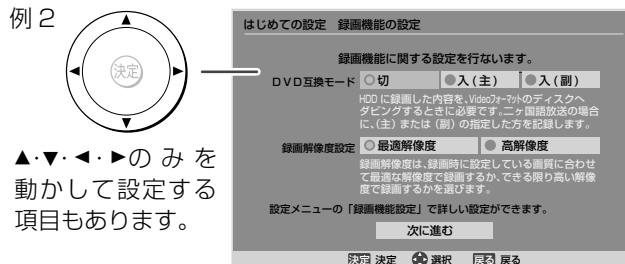 例2
決定
▲・▼・◄・►のみを
動かして設定する
項目もあります。
はじめての設定 録画機能の設定
録画機能に関する設定を行ないます。
DVD互換モード ○切 ●入(主) ●入(副)
HDDに録画した内容を、Videoフォーマットのディスクへ
ダビングするときに必要です。二ヶ国語放送の場合
に、(主)または(副)の指定した方を記録します。
録画解像度設定 ○最適解像度 ●高解像度
録画解像度は、録画時に設定している画質に合わせ
て最適な解像度で録画するか、できる限り高い解像
度で録画するかを選びます。
設定メニューの「録画機能設定」で詳しい設定ができます。
次に進む
決定 決定 選択 戻る 戻る